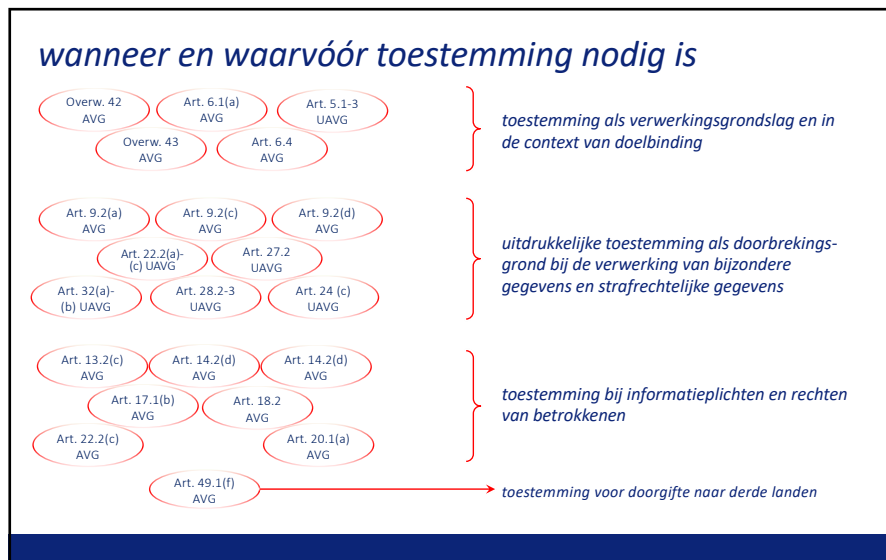 wanneer en waarvóór toestemming nodig is
Overw. 42
AVG
Art. 6.1(a)
AVG
Art. 5.1-3
UAVG
Overw. 43
AVG
Art. 6.4
AVG
toestemming als verwerkingsgrondslag en in
de context van doelbinding
Art. 9.2(a)
AVG
Art. 9.2(c)
AVG
Art. 9.2(d)
AVG
Art. 22.2(a)-
(c) UAVG
Art. 27.2
UAVG
Art. 32(a)-
(b) UAVG
Art. 28.2-3
UAVG
Art. 24 (c)
UAVG
uitdrukkelijke toestemming als doorbrekings-
grond bij de verwerking van bijzondere
gegevens en strafrechtelijke gegevens
Art. 13.2(c)
AVG
Art. 14.2(d)
AVG
Art. 14.2(d)
AVG
Art. 17.1(b)
AVG
Art. 18.2
AVG
Art. 22.2(c)
AVG
Art. 20.1(a)
AVG
toestemming bij informatieplichten en rechten
van betrokkenen
Art. 49.1(f)
AVG
toestemming voor doorgifte naar derde landen